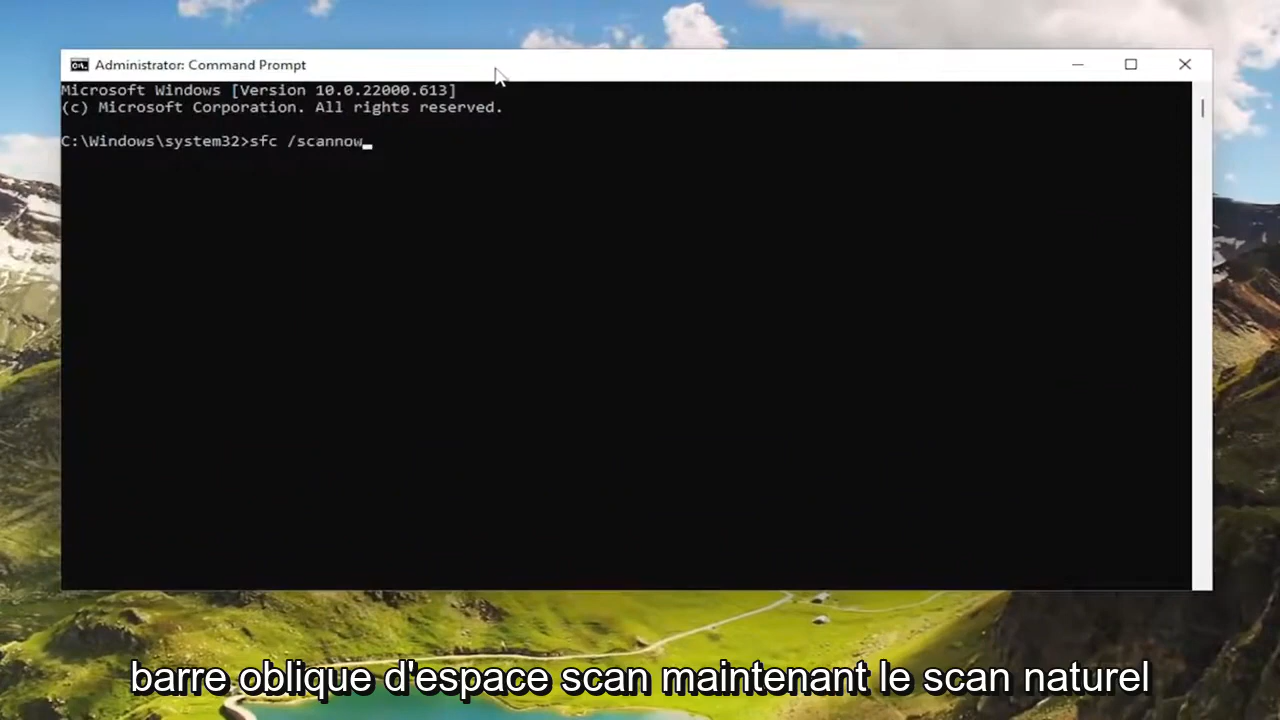 Administrator: Command Prompt
Microsoft Windows [Version 10.0.22000.613]
(c) Microsoft Corporation. All rights reserved.
C:\Windows\system32>sfc /scannow
barre oblique d'espace scan maintenant le scan naturel